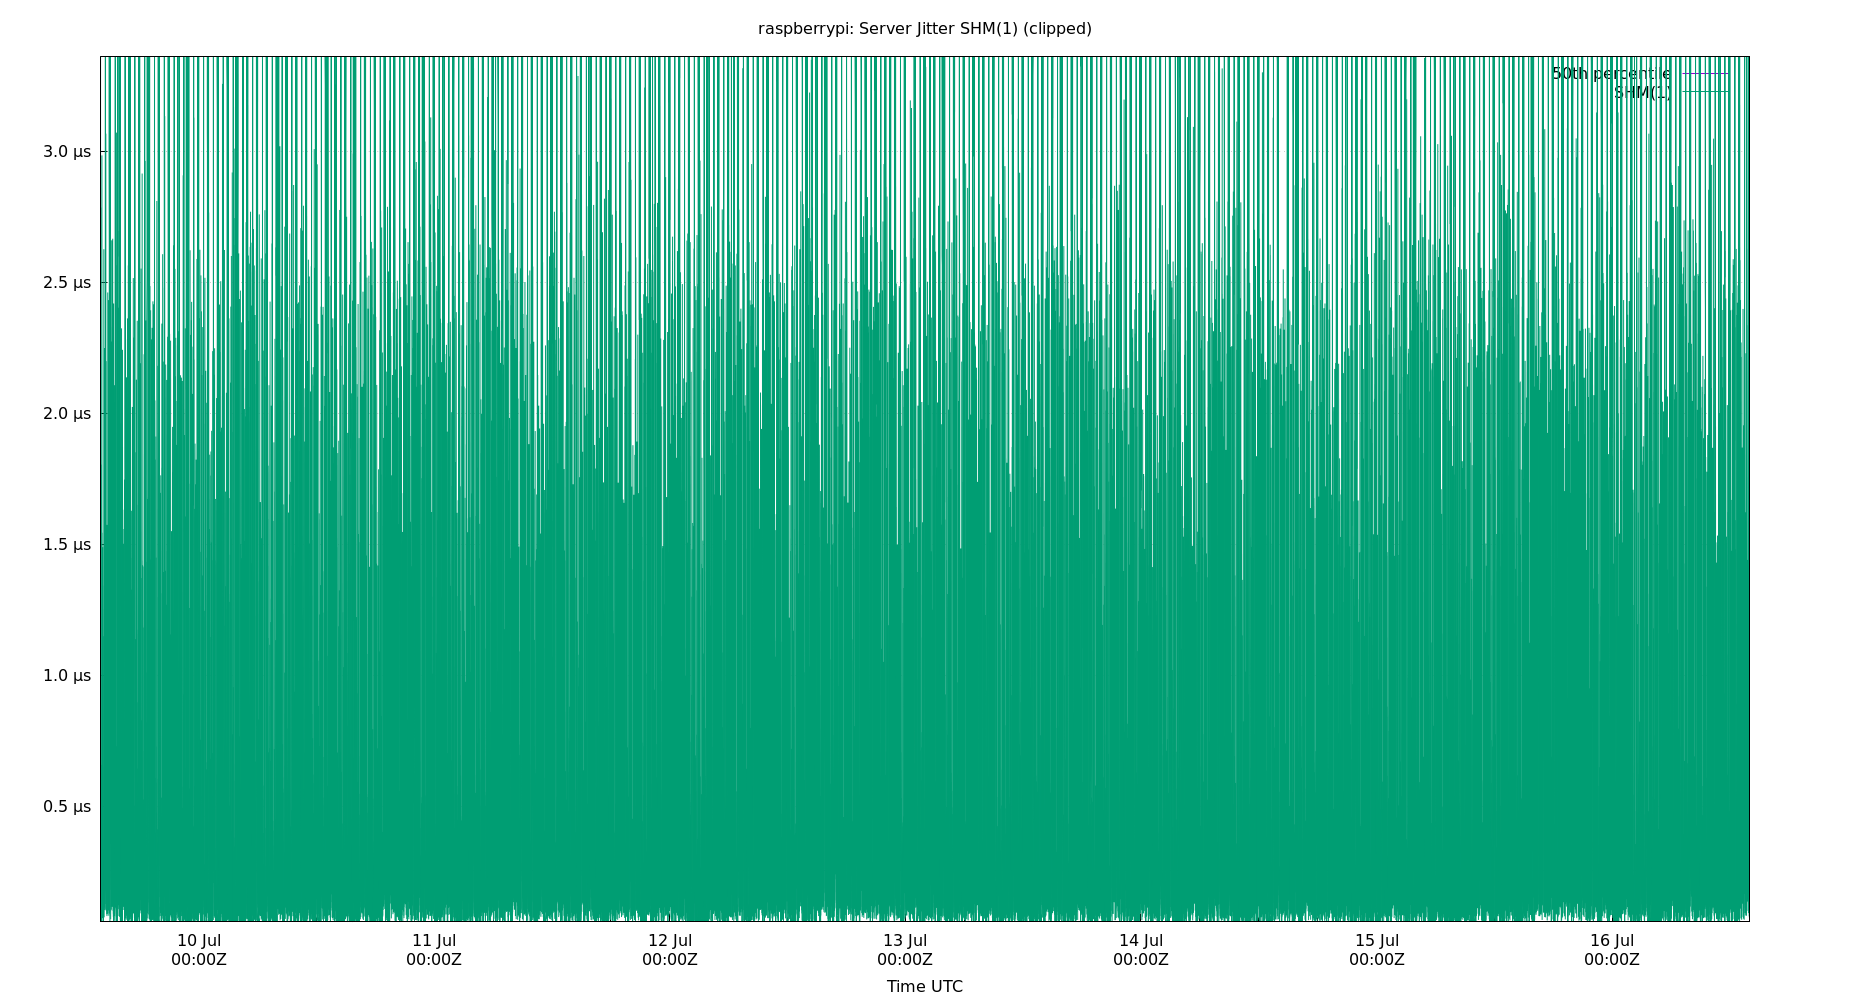 raspberrypi: Server Jitter SHM(1) (clipped)
50th percentile
SHM(1)
3.0 µs
2.5 µs
2.0 µs
1.5 µs
1.0 µs
0.5 µs
10 Jul 11 Jul 12 Jul 13 Jul 14 Jul 15 Jul 16 Jul
00:00Z 00:00Z 00:00Z 00:00Z 00:00Z 00:00Z 00:00Z
Time UTC